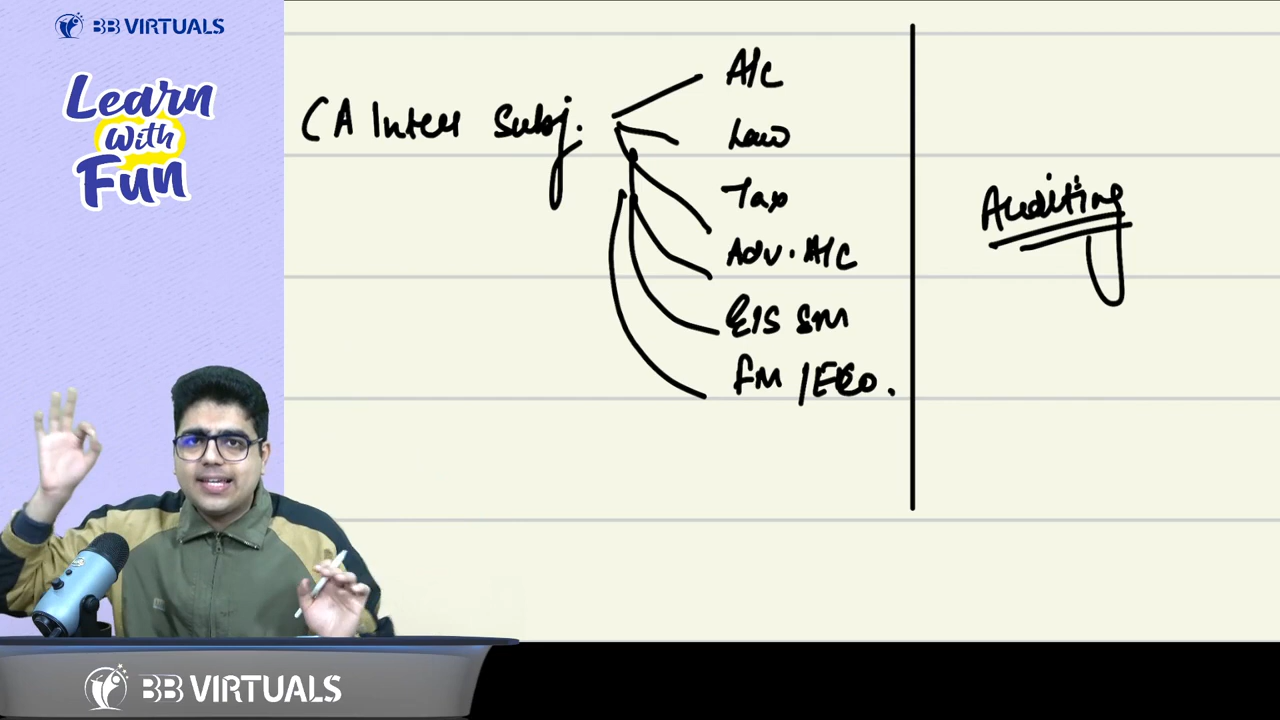 BB VIRTUALS
Learn
With
Fun
CA Inter Subj.
A/c
Law
Tax
Adv. A/c
EIS SM
FM / Eco.
Auditing
BB VIRTUALS